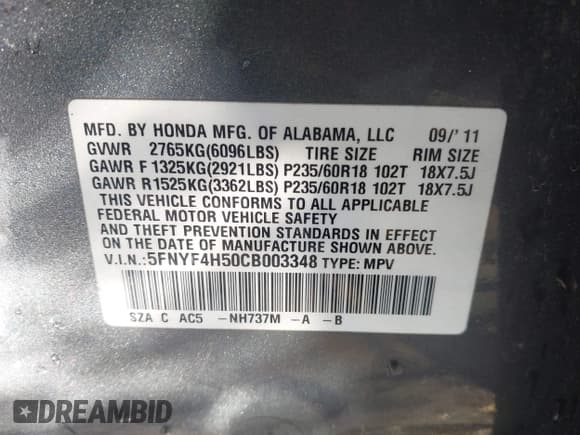 MFD. BY HONDA MFG. OF ALABAMA, LLC 09/'11
GVWR 2765KG(6096LBS) TIRE SIZE RIM SIZE
GAWR F 1325KG(2921LBS) P235/60R18 102T 18X7.5J
GAWR R 1525KG(3362LBS) P235/60R18 102T 18X7.5J
THIS VEHICLE CONFORMS TO ALL APPLICABLE
FEDERAL MOTOR VEHICLE SAFETY
AND THEFT PREVENTION STANDARDS IN EFFECT
ON THE DATE OF MANUFACTURE SHOWN ABOVE.
V.I.N.:5FNYF4H50CB003348 TYPE: MPV
SZA C AC5 -NH737M -A -B
DREAMBID